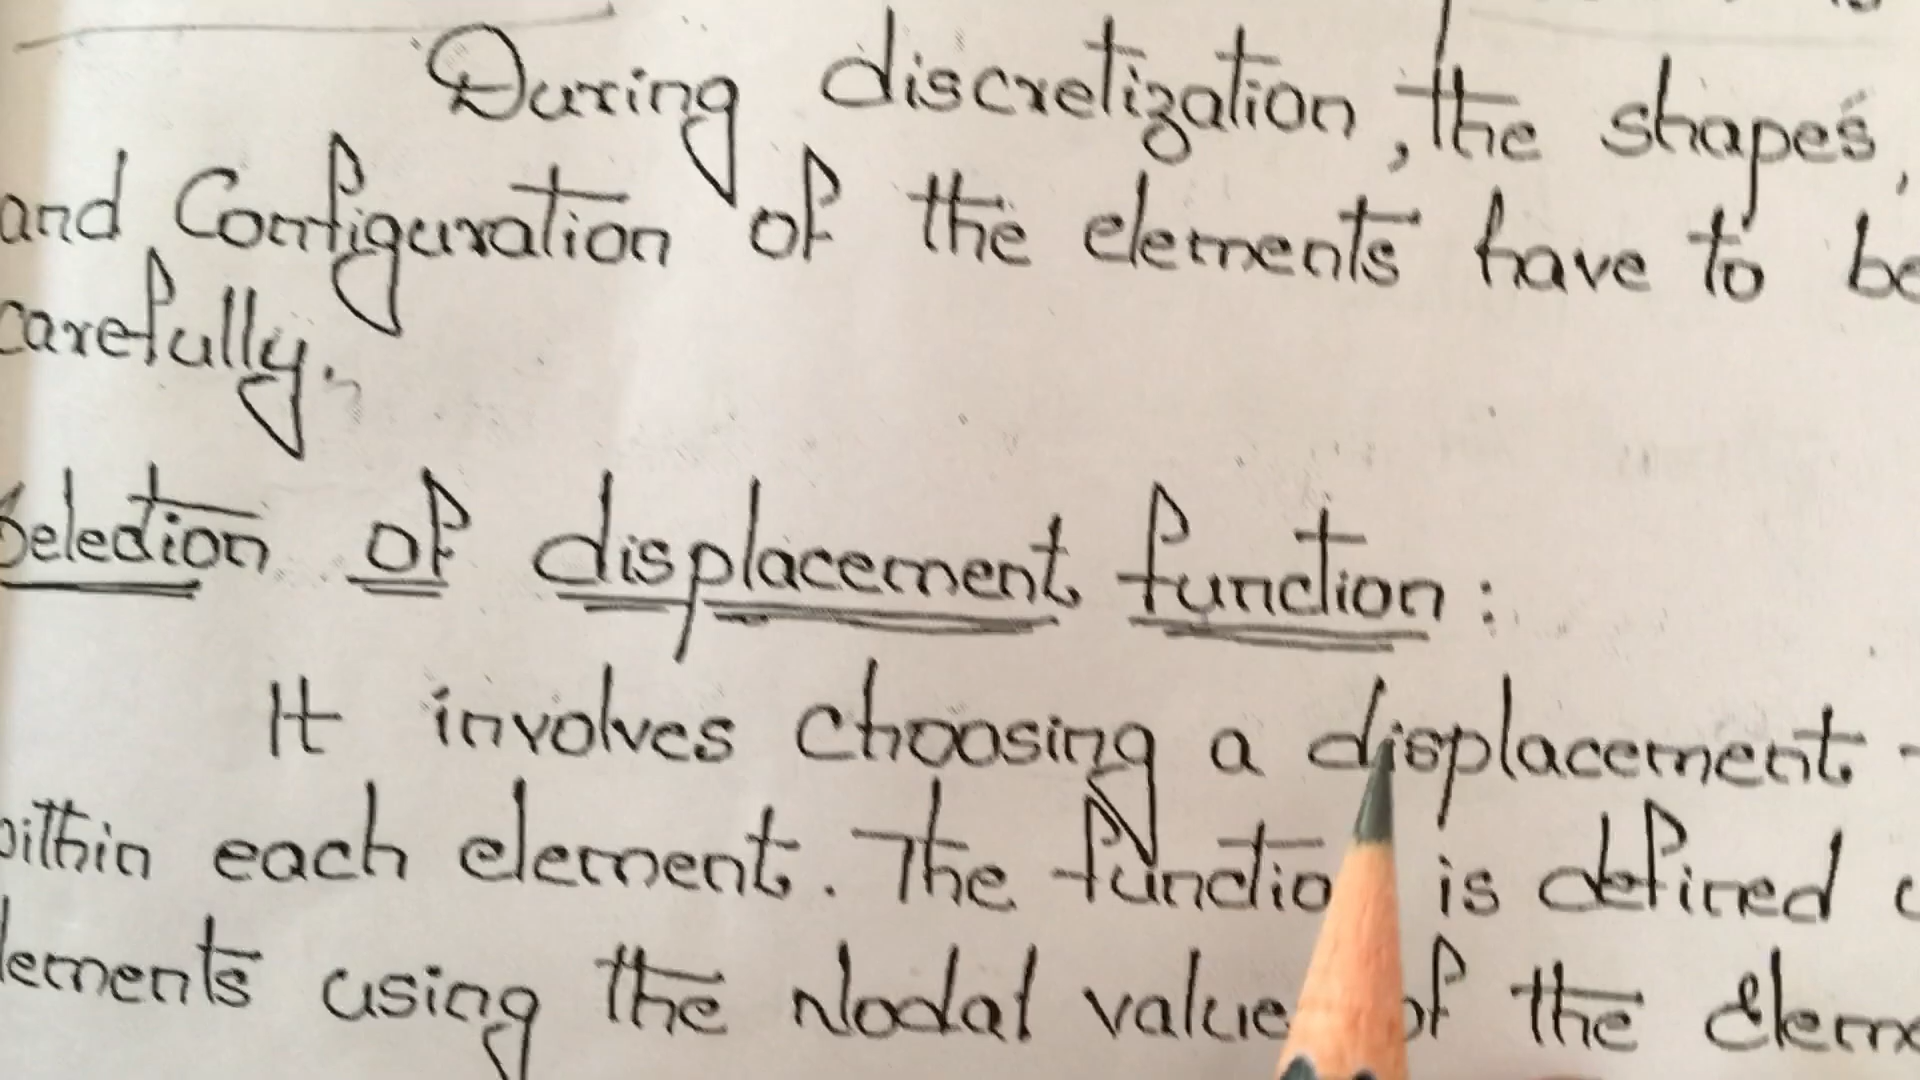 During discretization, the shapes,
and Configuration of the elements have to be
carefully.
Selection of displacement function :
It involves choosing a displacement
within each element. The function is defined
elements using the Nodal value of the Eleme